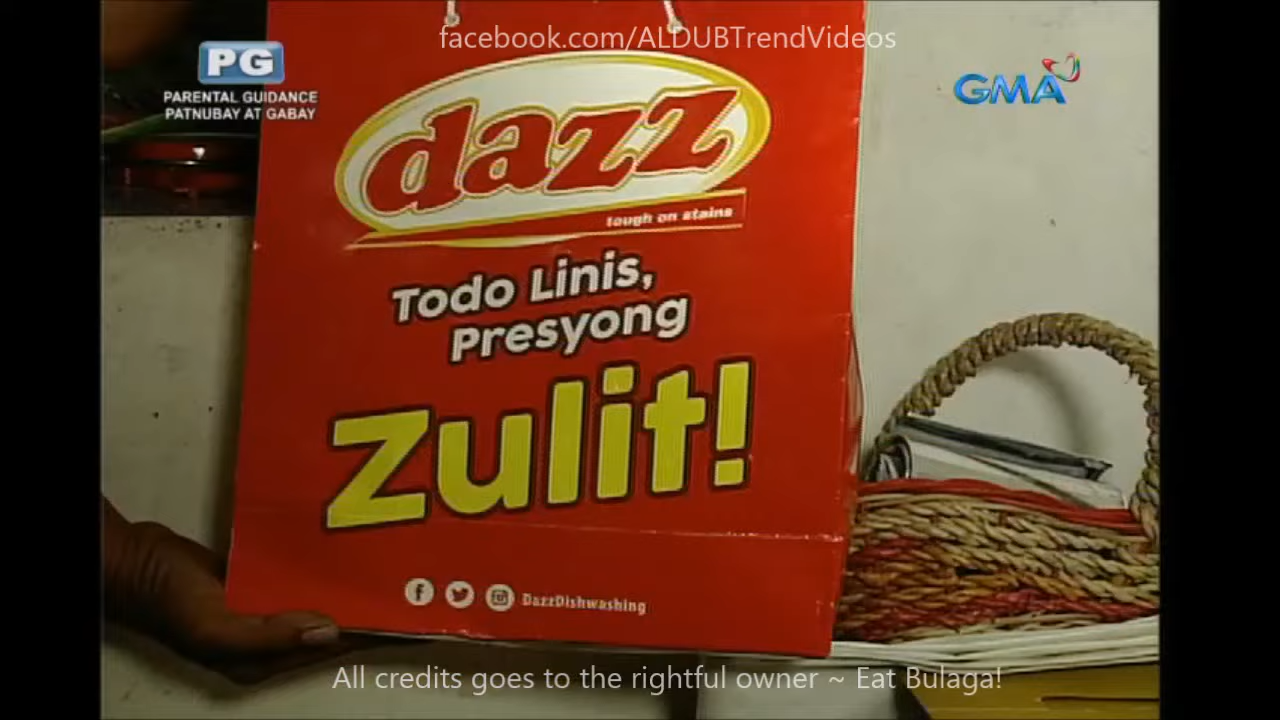 facebook.com/ALDUBTrendVideos
PG
PARENTAL GUIDANCE
PATNUBAY AT GABAY
GMA
dazz
tough on stains
Todo Linis,
Presyong
Zulit!
DazzDishwashing
All credits goes to the rightful owner ~ Eat Bulaga!